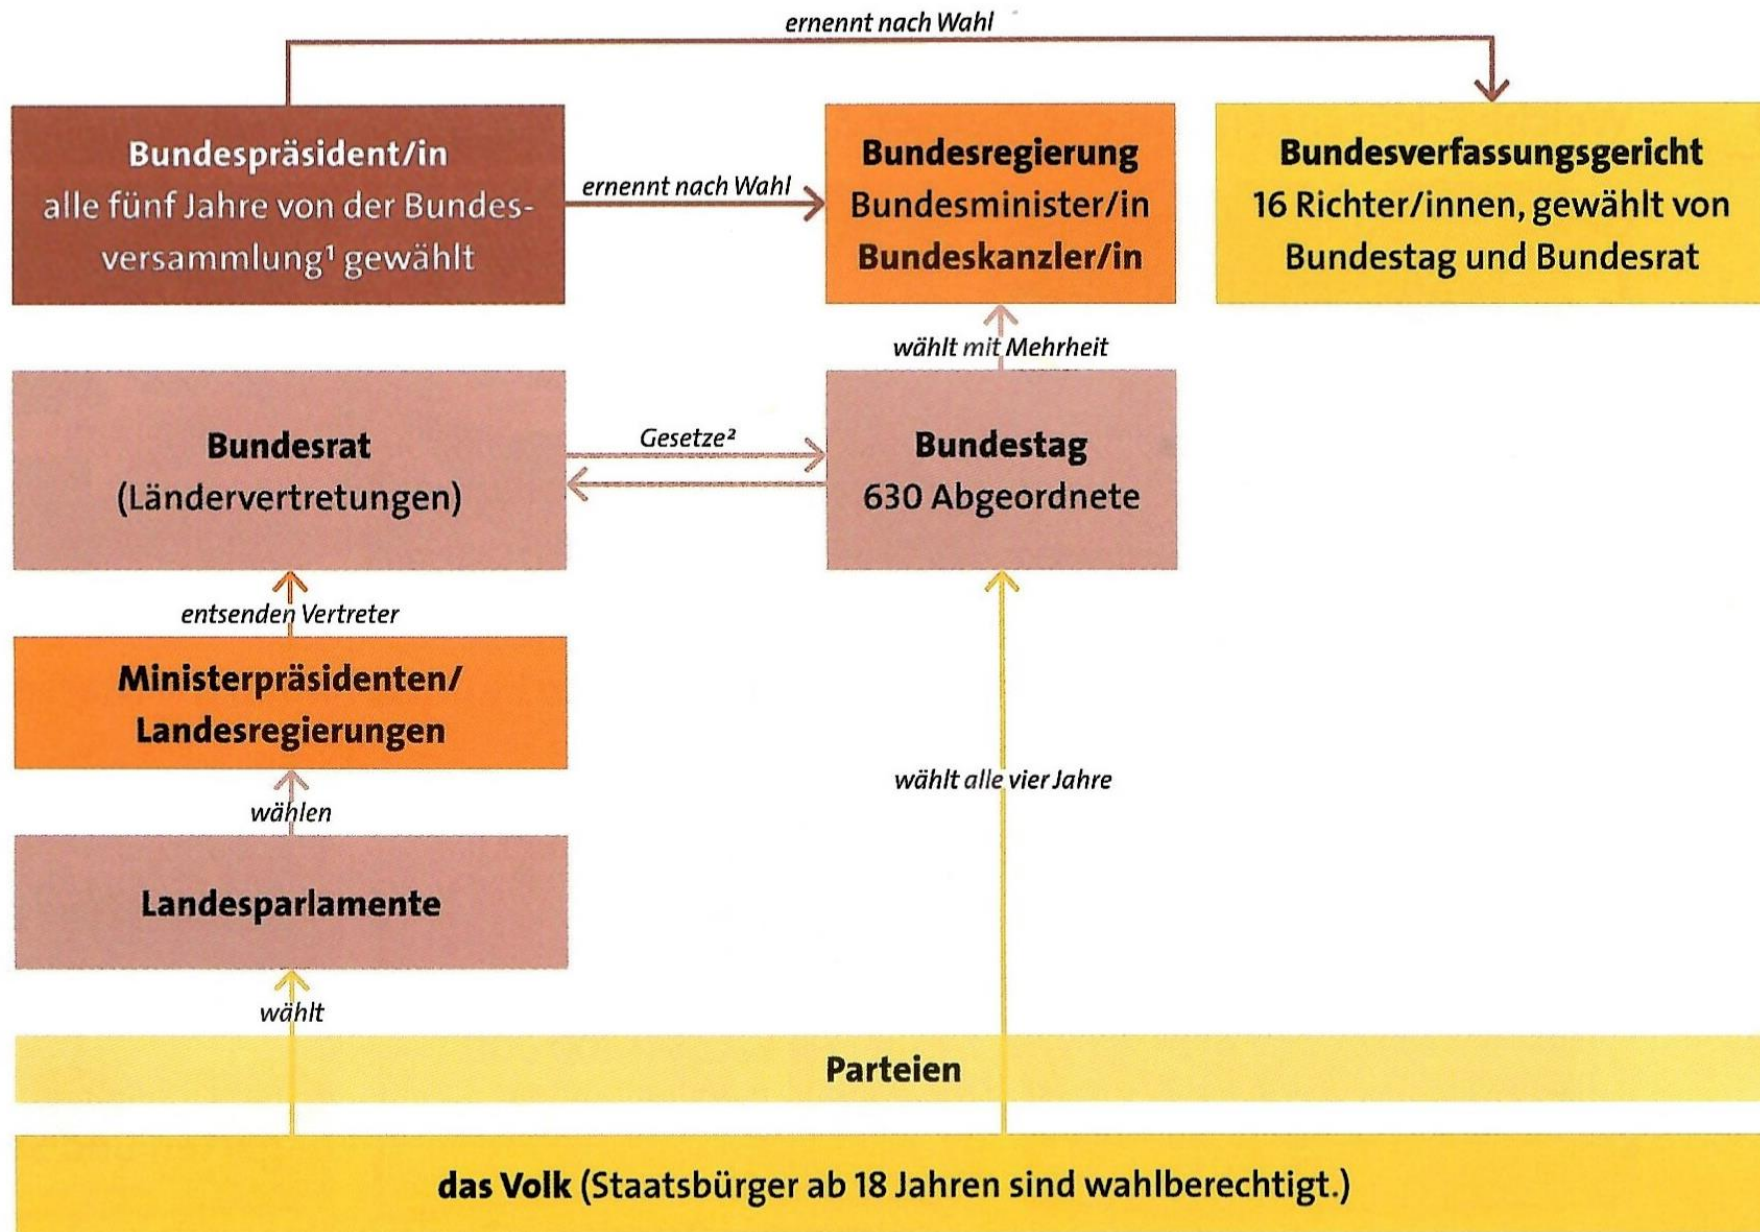 ernennt nach Wahl
Bundespräsident/in
alle fünf Jahre von der Bundes-
versammlung¹ gewählt
ernennt nach Wahl
Bundesregierung
Bundesminister/in
Bundeskanzler/in
Bundesverfassungsgericht
16 Richter/innen, gewählt von
Bundestag und Bundesrat
wählt mit Mehrheit
Bundesrat
(Ländervertretungen)
Gesetze²
Bundestag
630 Abgeordnete
entsenden Vertreter
Ministerpräsidenten/
Landesregierungen
wählt alle vier Jahre
wählen
Landesparlamente
wählt
Parteien
das Volk (Staatsbürger ab 18 Jahren sind wahlberechtigt.)